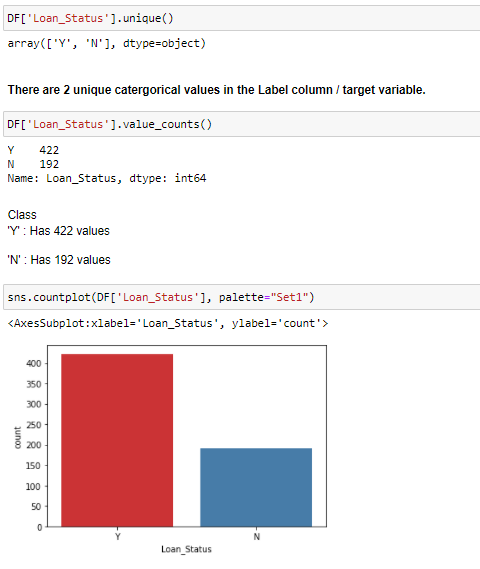 DF['Loan_Status'].unique()
array(['Y', 'N'], dtype=object)
There are 2 unique catergorical values in the Label column / target variable.
DF['Loan_Status'].value_counts()
Y    422
N    192
Name: Loan_Status, dtype: int64
Class
'Y' : Has 422 values
'N' : Has 192 values
sns.countplot(DF['Loan_Status'], palette="Set1")
<AxesSubplot:xlabel='Loan_Status', ylabel='count'>
400
350
300
250
200
150
100
50
0
count
Y N
Loan_Status